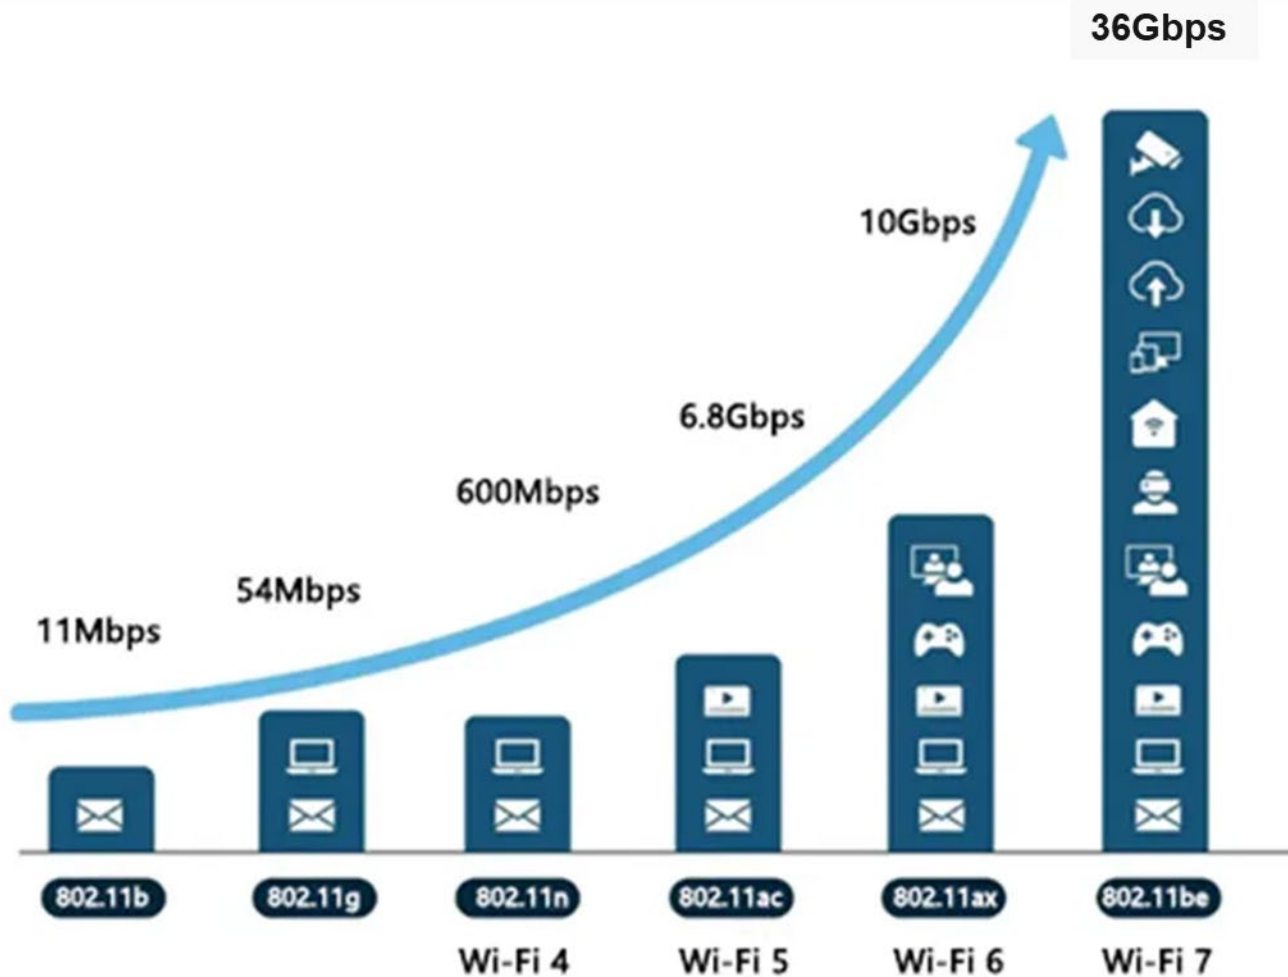 36Gbps
10Gbps
6.8Gbps
600Mbps
54Mbps
11Mbps
802.11b
802.11g
802.11n
802.11ac
802.11ax
802.11be
Wi-Fi 4
Wi-Fi 5
Wi-Fi 6
Wi-Fi 7